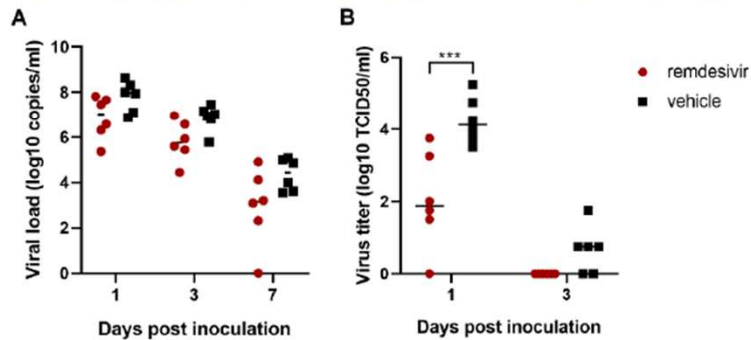 A
Viral load (log10 copies/ml)
10
8
6
4
2
0
1 3 7
Days post inoculation
B
Virus titer (log10 TCID50/ml)
6
4
2
0
***
1 3
Days post inoculation
remdesivir
vehicle